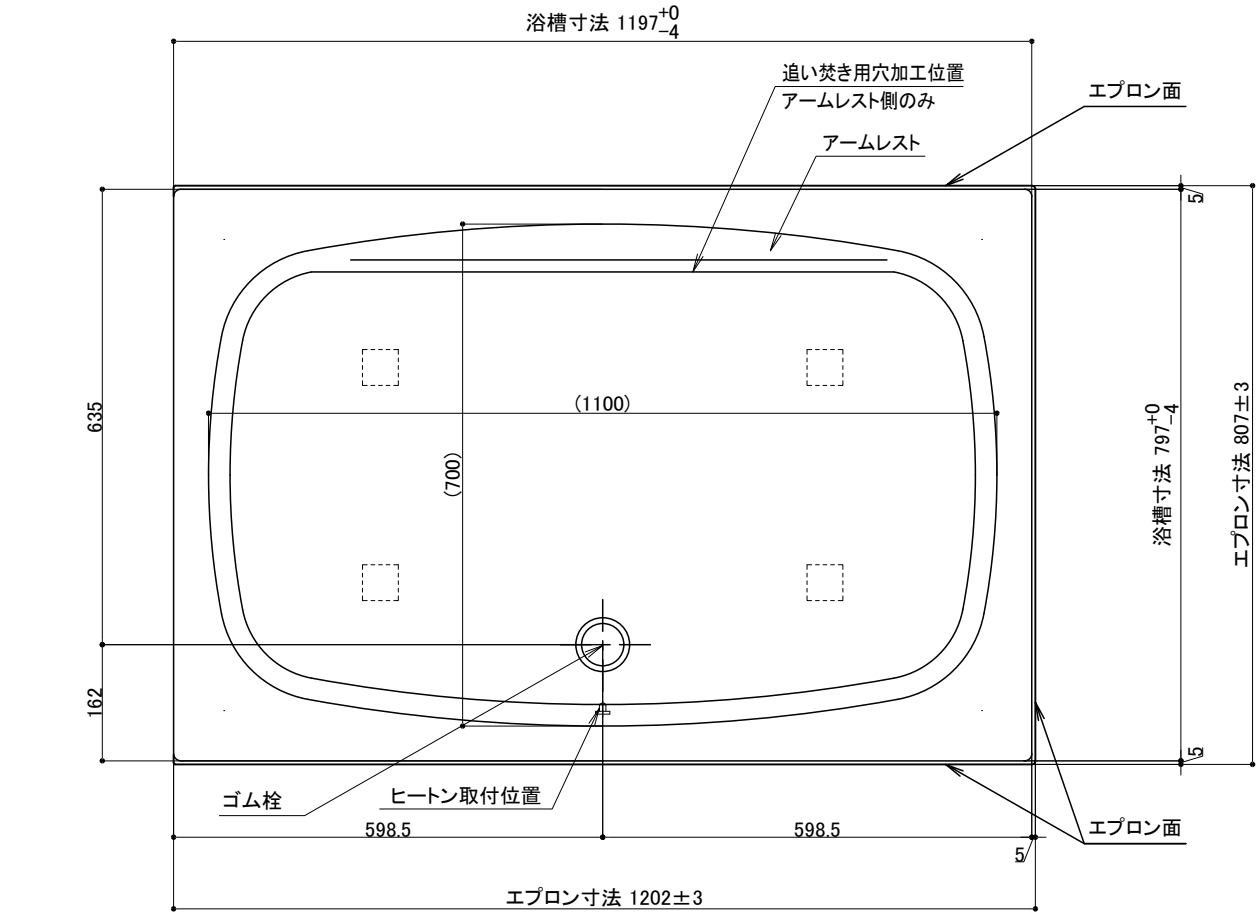 浴槽寸法 1197 +0 -4
追い焚き用穴加工位置
アームレスト側のみ
エプロン面
アームレスト
5
635
(1100)
(700)
浴槽寸法 797 +0 -4
エプロン寸法 807±3
162
5
ゴム栓
ヒートン取付位置
エプロン面
598.5
598.5
5
エプロン寸法 1202±3